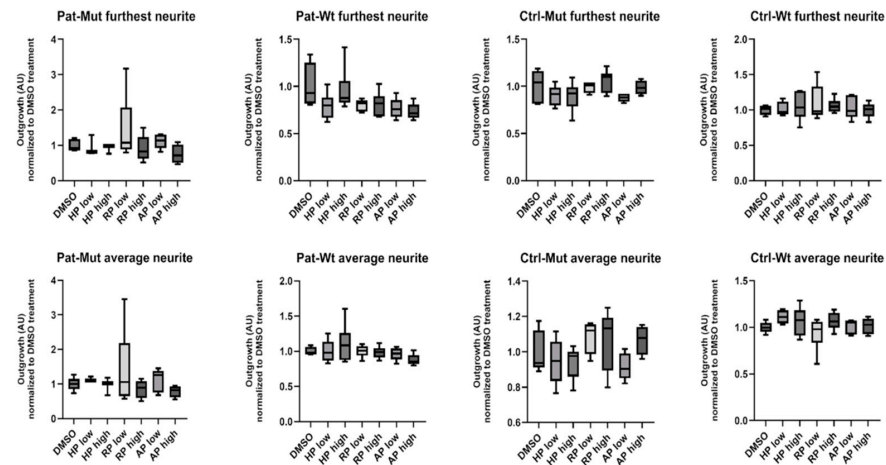 Pat-Mut furthest neurite
Outgrowth (AU)
normalized to DMSO treatment
4
3
2
1
0
DMSO
HP low
HP high
RP low
RP high
AP low
AP high
Pat-Wt furthest neurite
Outgrowth (AU)
normalized to DMSO treatment
1.5
1.0
0.5
0.0
DMSO
HP low
HP high
RP low
RP high
AP low
AP high
Ctrl-Mut furthest neurite
Outgrowth (AU)
normalized to DMSO treatment
1.5
1.0
0.5
0.0
DMSO
HP low
HP high
RP low
RP high
AP low
AP high
Ctrl-Wt furthest neurite
Outgrowth (AU)
normalized to DMSO treatment
2.0
1.5
1.0
0.5
0.0
DMSO
HP low
HP high
RP low
RP high
AP low
AP high
Pat-Mut average neurite
Outgrowth (AU)
normalized to DMSO treatment
4
3
2
1
0
DMSO
HP low
HP high
RP low
RP high
AP low
AP high
Pat-Wt average neurite
Outgrowth (AU)
normalized to DMSO treatment
2.0
1.5
1.0
0.5
0.0
DMSO
HP low
HP high
RP low
RP high
AP low
AP high
Ctrl-Mut average neurite
Outgrowth (AU)
normalized to DMSO treatment
1.4
1.2
1.0
0.8
0.6
DMSO
HP low
HP high
RP low
RP high
AP low
AP high
Ctrl-Wt average neurite
Outgrowth (AU)
normalized to DMSO treatment
1.5
1.0
0.5
0.0
DMSO
HP low
HP high
RP low
RP high
AP low
AP high